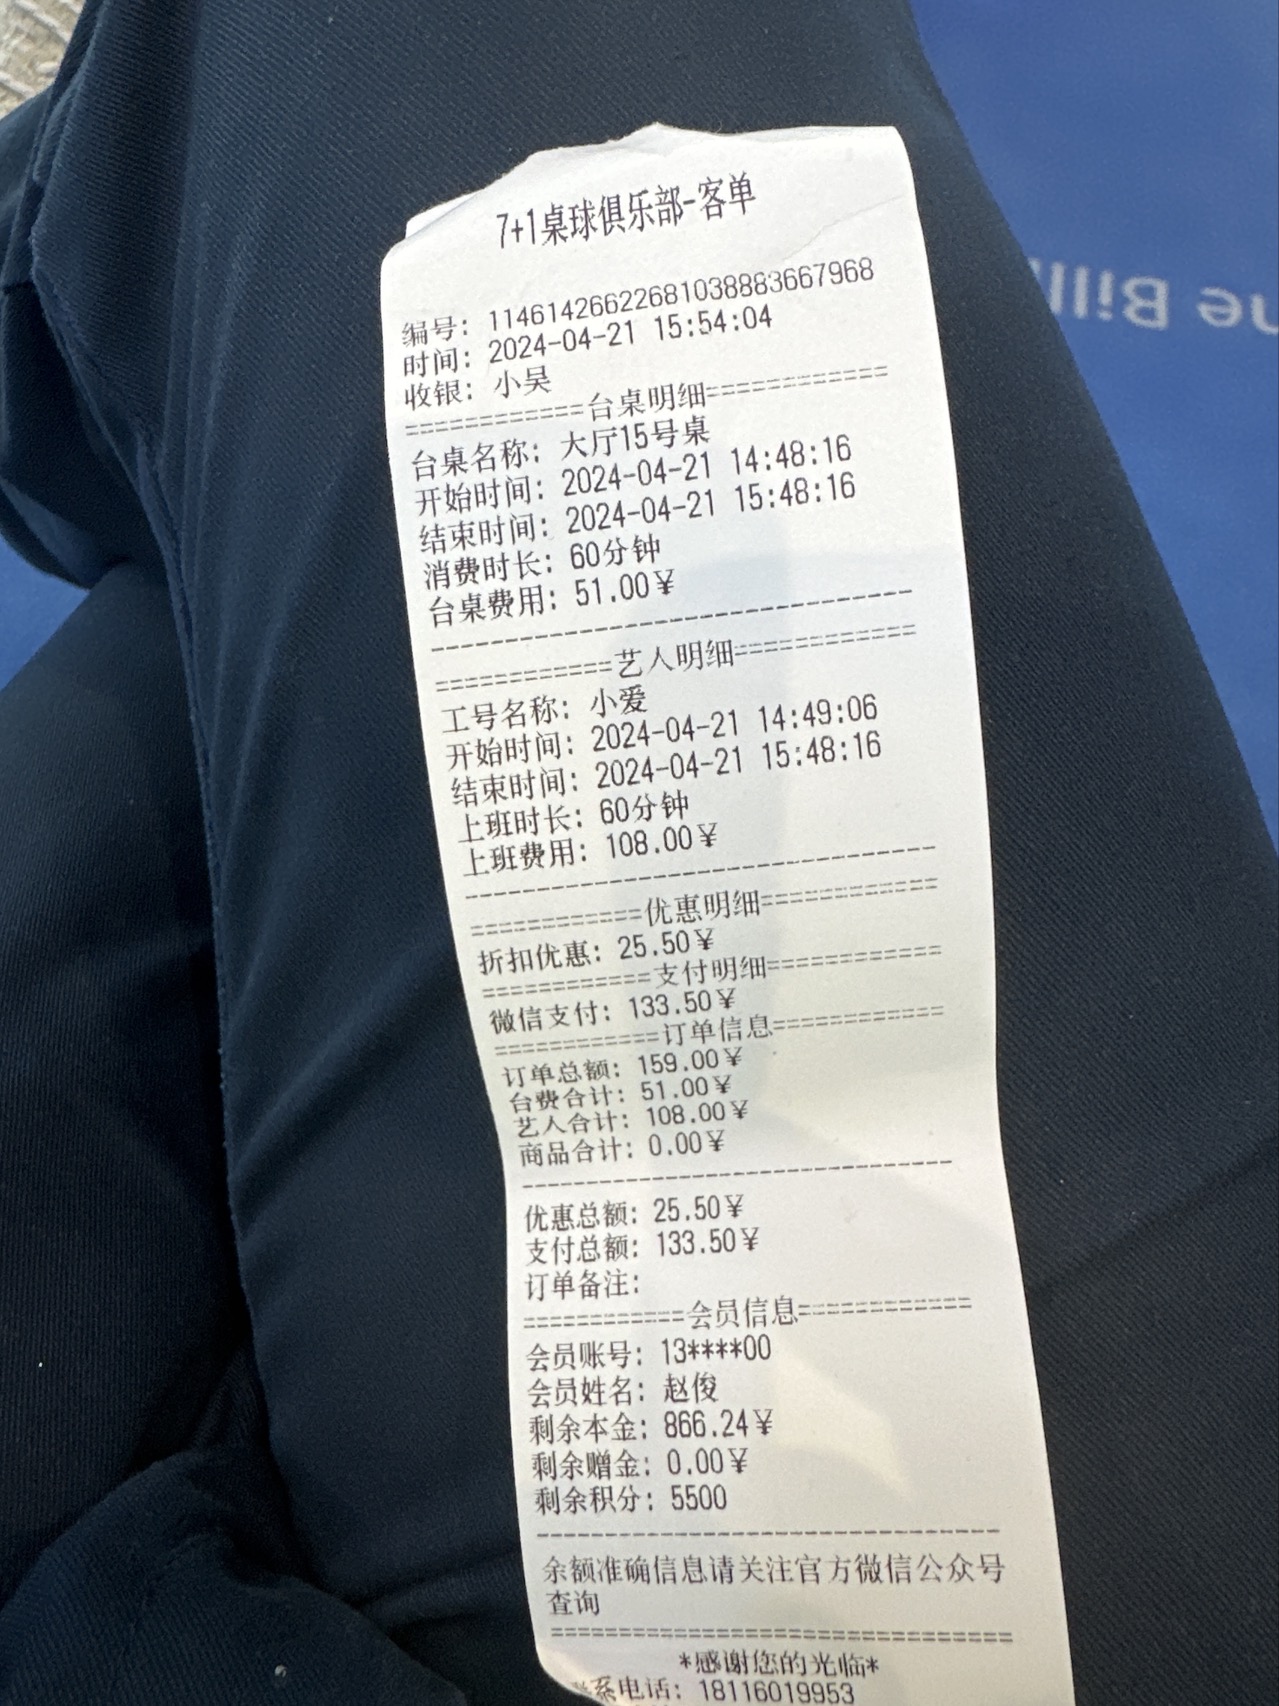 7+1桌球俱乐部-客单
编号: 1146142662268103888366​7968
时间: 2024-04-21 15:54:04
收银: 小吴
============台桌明细============
台桌名称: 大厅15号桌
开始时间: 2024-04-21 14:48:16
结束时间: 2024-04-21 15:48:16
消费时长: 60分钟
台桌费用: 51.00¥
--------------------------------
============艺人明细============
工号名称: 小爱
开始时间: 2024-04-21 14:49:06
结束时间: 2024-04-21 15:48:16
上班时长: 60分钟
上班费用: 108.00¥
--------------------------------
============优惠明细============
折扣优惠: 25.50¥
============支付明细============
微信支付: 133.50¥
============订单信息============
订单总额: 159.00¥
台费合计: 51.00¥
艺人合计: 108.00¥
商品合计: 0.00¥
--------------------------------
优惠总额: 25.50¥
支付总额: 133.50¥
订单备注:
============会员信息============
会员账号: 13****00
会员姓名: 赵俊
剩余本金: 866.24¥
剩余赠金: 0.00¥
剩余积分: 5500
--------------------------------
余额准确信息请关注官方微信公众号
查询
================================
*感谢您的光临*
系电话: 18116019953
ne Bill